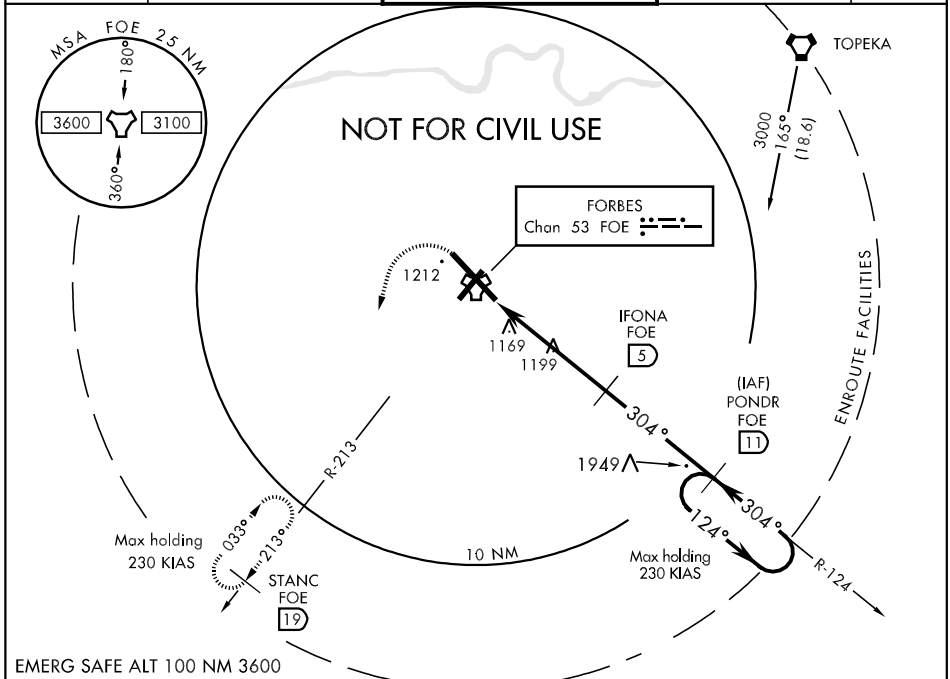 MSA FOE 25 NM
180°
3600
3100
360°
TOPEKA
3000
165°
(18.6)
NOT FOR CIVIL USE
FORBES
Chan 53 FOE
1212
1169
1199
IFONA
FOE
5
ENROUTE FACILITIES
(IAF)
PONDR
FOE
11
304°
1949
304°
124°
R-213
Max holding
230 KIAS
033°
213°
10 NM
Max holding
230 KIAS
R-124
STANC
FOE
19
EMERG SAFE ALT 100 NM 3600